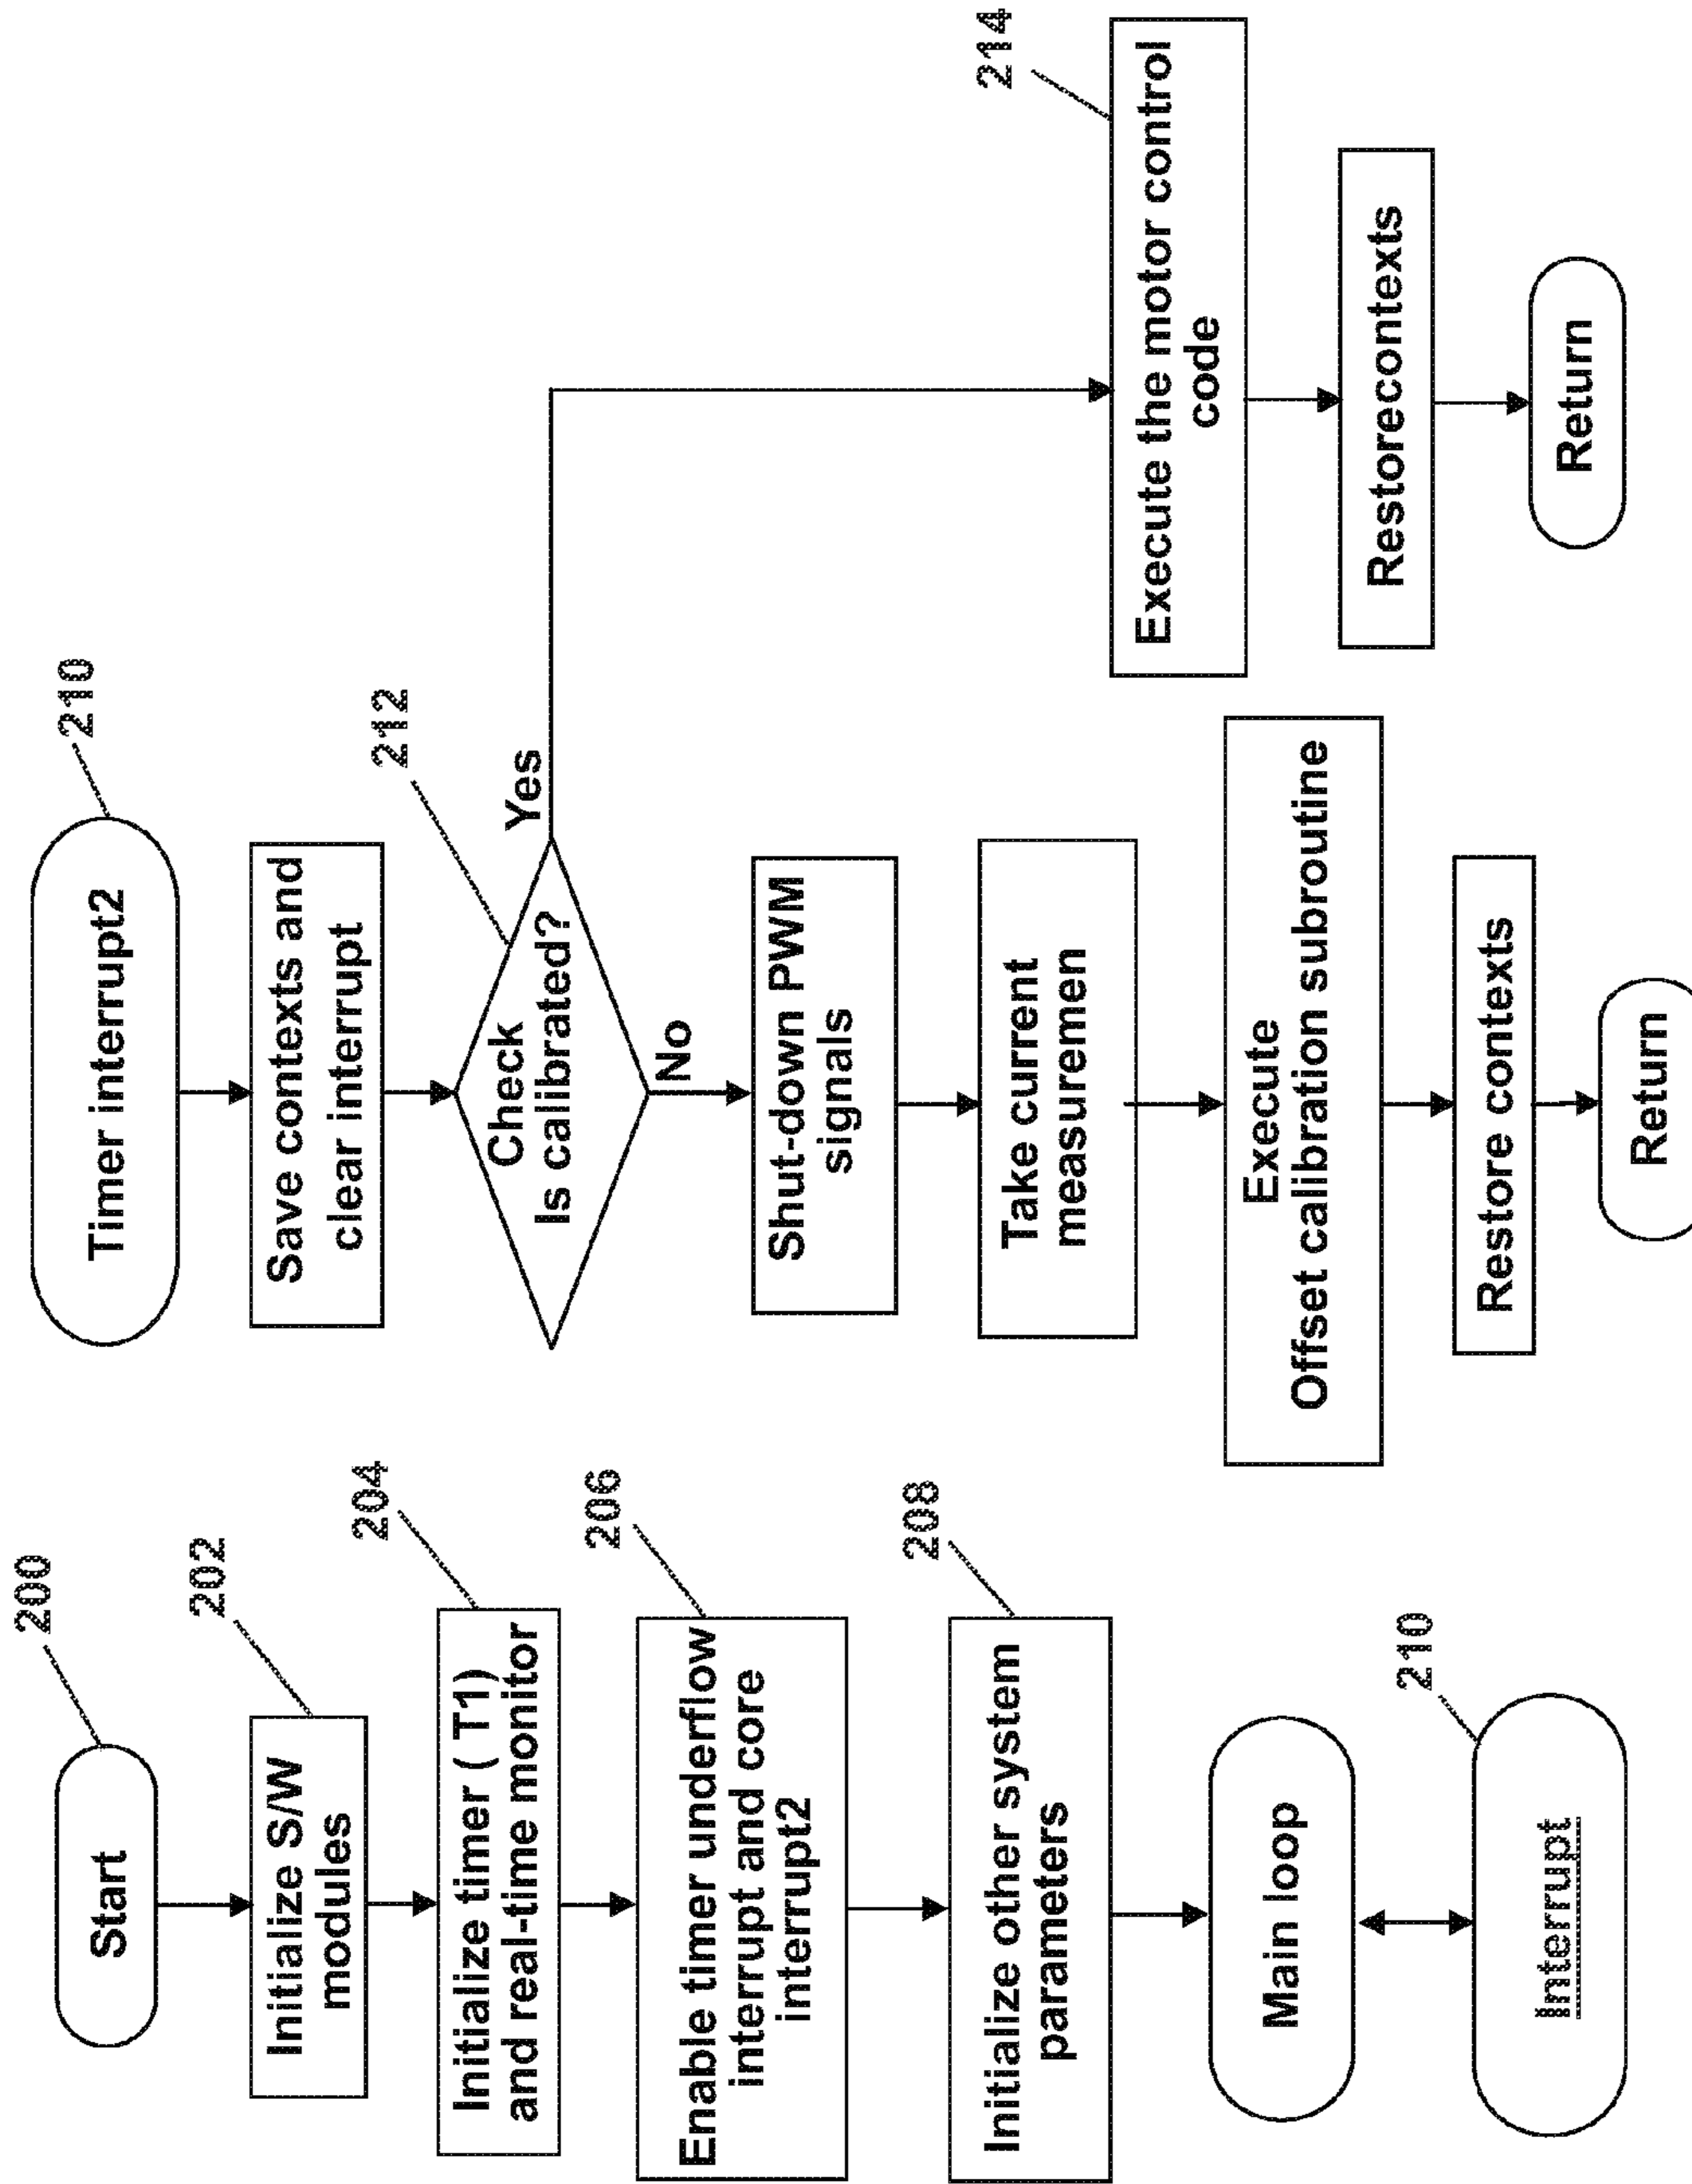 200
Start
202
Initialize S/W
modules
204
Initialize timer ( T1)
and real-time monitor
206
Enable timer underflow
interrupt and core
interrupt2
208
Initialize other system
parameters
Main loop
210
interrupt
210
Timer interrupt2
Save contexts and
clear interrupt
212
Check
Is calibrated?
Yes
No
Shut-down PWM
signals
Take current
measuremen
Execute
Offset calibration subroutine
Restore contexts
Return
214
Execute the motor control
code
Restorecontexts
Return